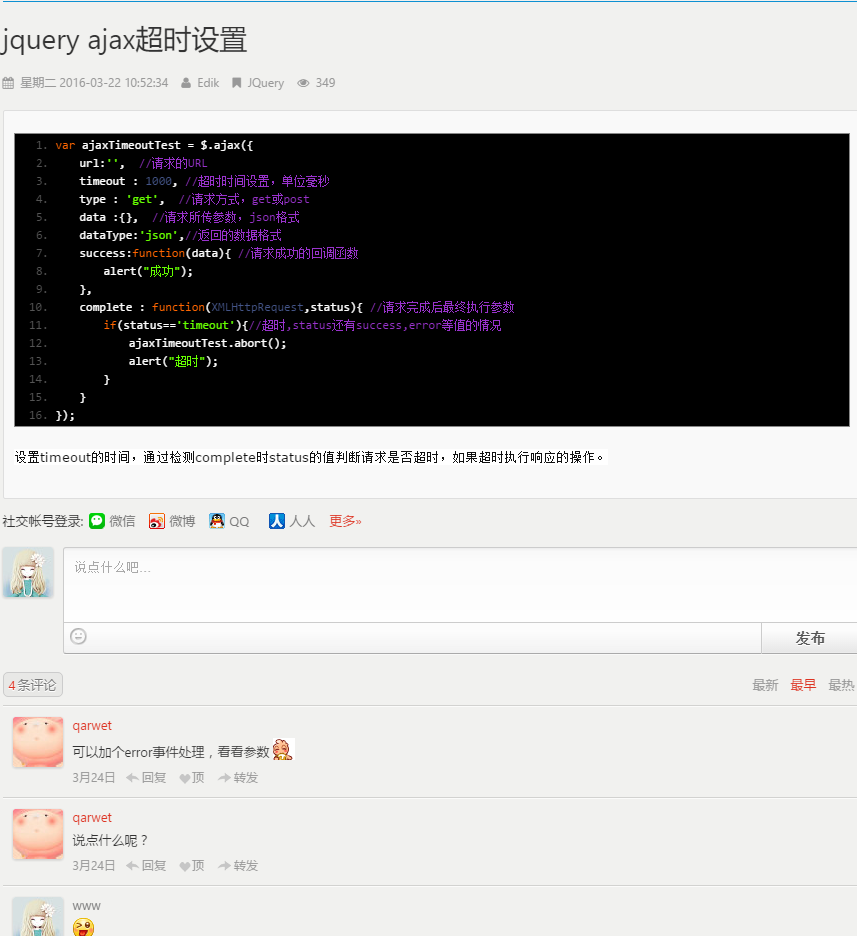 jquery ajax超时设置
星期二 2016-03-22 10:52:34 Edik JQuery 349
1. var ajaxTimeoutTest = $.ajax({
2. url:'', //请求的URL
3. timeout : 1000, //超时时间设置，单位毫秒
4. type : 'get', //请求方式，get或post
5. data :{}, //请求所传参数，json格式
6. dataType:'json',//返回的数据格式
7. success:function(data){ //请求成功的回调函数
8. alert("成功");
9. },
10. complete : function(XMLHttpRequest,status){ //请求完成后最终执行参数
11. if(status=='timeout'){//超时,status还有success,error等值的情况
12. ajaxTimeoutTest.abort();
13. alert("超时");
14. }
15. }
16. });
设置timeout的时间，通过检测complete时status的值判断请求是否超时，如果超时执行响应的操作。
社交帐号登录: 微信 微博 QQ 人人 更多»
说点什么吧...
发布
4条评论 最新 最早 最热
qarwet
可以加个error事件处理，看看参数
3月24日 回复 顶 转发
qarwet
说点什么呢？
3月24日 回复 顶 转发
www